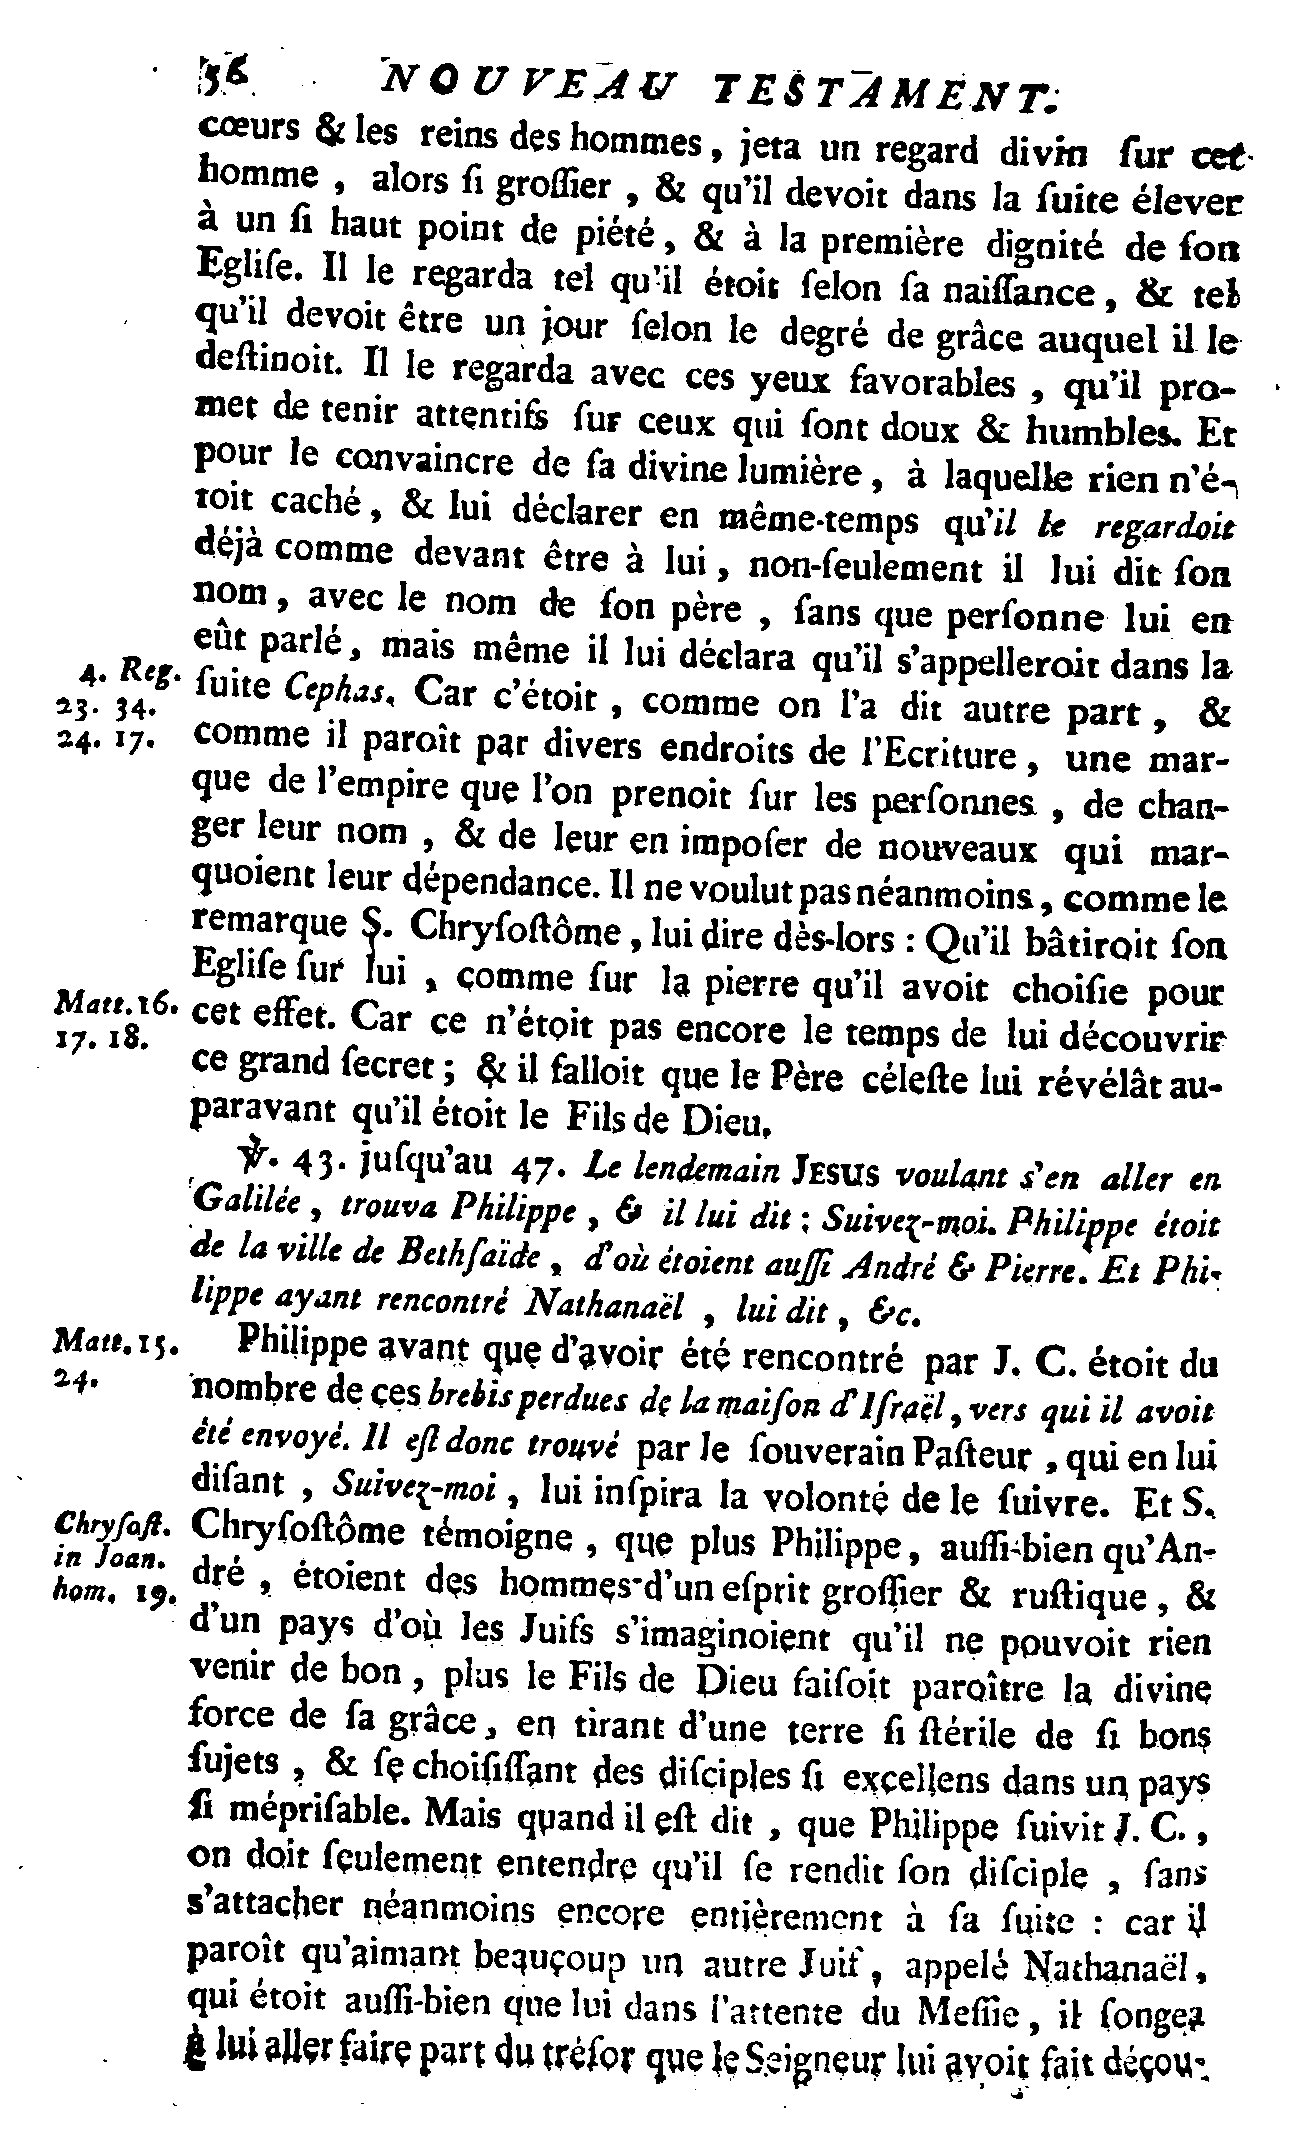 56 NOUVEAU TESTAMENT.
cœurs & les reins des hommes, jeta un regard divin ſur cet
homme, alors ſi groſſier, & qu'il devoit dans la ſuite élever
à un ſi haut point de piété, & à la première dignité de ſon
Egliſe. Il le regarda tel qu'il étoit ſelon ſa naiſſance, & tel
qu'il devoit être un jour ſelon le degré de grâce auquel il le
deſtinoit. Il le regarda avec ces yeux favorables, qu'il pro-
met de tenir attentifs ſur ceux qui ſont doux & humbles. Et
pour le convaincre de ſa divine lumière, à laquelle rien n'é-
toit caché, & lui déclarer en même-temps qu'il le regardoit
déjà comme devant être à lui, non-ſeulement il lui dit ſon
nom, avec le nom de ſon père, ſans que perſonne lui en
eût parlé, mais même il lui déclara qu'il s'appelleroit dans la
4. Reg.
23. 34.
24. 17.
ſuite Cephas. Car c'étoit, comme on l'a dit autre part, &
comme il paroît par divers endroits de l'Ecriture, une mar-
que de l'empire que l'on prenoit ſur les perſonnes, de chan-
ger leur nom, & de leur en impoſer de nouveaux qui mar-
quoient leur dépendance. Il ne voulut pas néanmoins, comme le
remarque S. Chryſoſtôme, lui dire dès-lors : Qu'il bâtiroit ſon
Egliſe ſur lui, comme ſur la pierre qu'il avoit choiſie pour
Matt. 16.
17. 18.
cet effet. Car ce n'étoit pas encore le temps de lui découvrir
ce grand ſecret ; & il falloit que le Père céleſte lui révélât au-
paravant qu'il étoit le Fils de Dieu.
℣. 43. juſqu'au 47. Le lendemain JESUS voulant s'en aller en
Galilée, trouva Philippe, & il lui dit : Suivez-moi. Philippe étoit
de la ville de Bethſaïde, d'où étoient auſſi André & Pierre. Et Phi-
lippe ayant rencontré Nathanaël, lui dit, &c.
Matt. 15.
24.
Philippe avant que d'avoir été rencontré par J. C. étoit du
nombre de ces brebis perdues de la maiſon d'Iſraël, vers qui il avoit
été envoyé. Il eſt donc trouvé par le ſouverain Paſteur, qui en lui
diſant, Suivez-moi, lui inſpira la volonté de le ſuivre. Et S.
Chryſoſt.
in Joan.
hom. 19.
Chryſoſtôme témoigne, que plus Philippe, auſſi-bien qu'An-
dré, étoient des hommes d'un eſprit groſſier & ruſtique, &
d'un pays d'où les Juifs s'imaginoient qu'il ne pouvoit rien
venir de bon, plus le Fils de Dieu faiſoit paroître la divine
force de ſa grâce, en tirant d'une terre ſi ſtérile de ſi bons
ſujets, & ſe choiſiſſant des diſciples ſi excellens dans un pays
ſi mépriſable. Mais quand il eſt dit, que Philippe ſuivit J. C.,
on doit ſeulement entendre qu'il ſe rendit ſon diſciple, ſans
s'attacher néanmoins encore entièrement à ſa ſuite : car il
paroît qu'aimant beaucoup un autre Juif, appelé Nathanaël,
qui étoit auſſi-bien que lui dans l'attente du Meſſie, il ſongea
à lui aller faire part du tréſor que le Seigneur lui avoit fait décou-